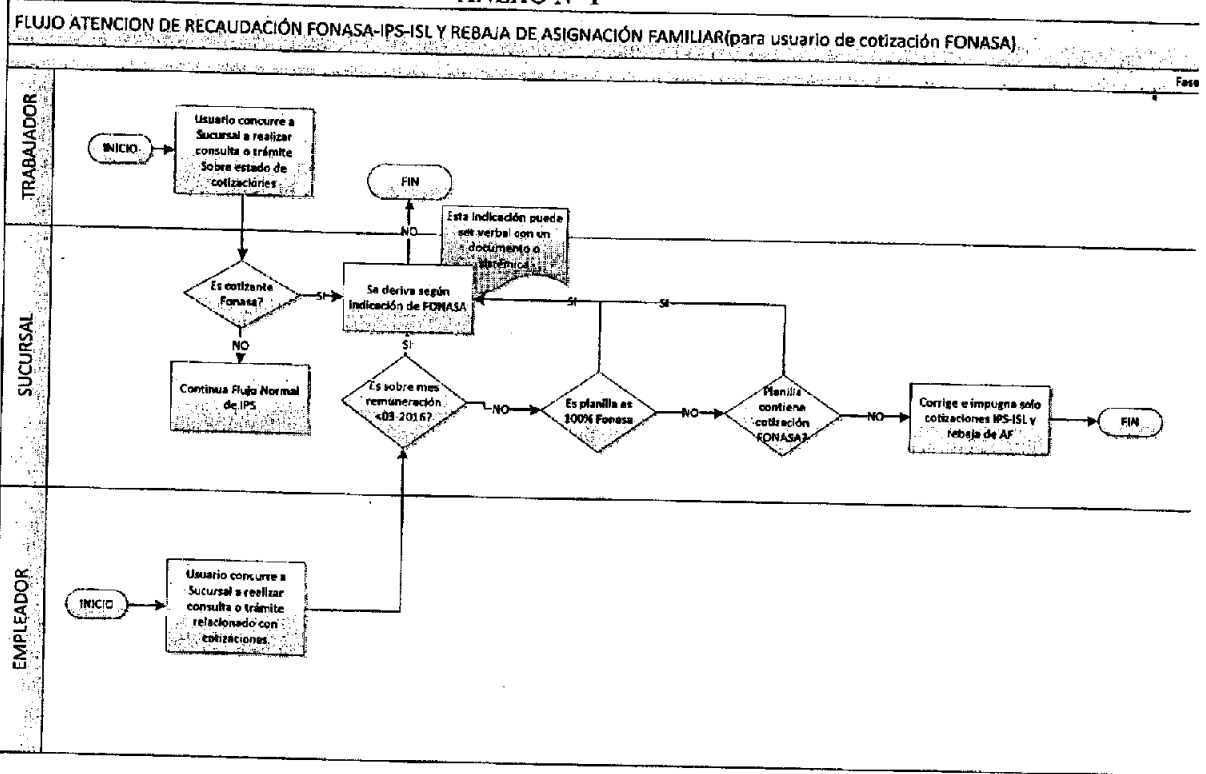 ANEXO N° 1
FLUJO ATENCION DE RECAUDACIÓN FONASA-IPS-ISL Y REBAJA DE ASIGNACIÓN FAMILIAR(para usuario de cotización FONASA)
Fase
TRABAJADOR
INICIO
Usuario concurre a
Sucursal a realizar
consulta o trámite
Sobre estado de
cotizaciones
FIN
NO
Esta indicación puede
ser verbal con un
documento o
SUCURSAL
Es cotizante
Fonasa?
SI
Se deriva según
indicación de FONASA
SI
SI
NO
Continua Flujo Normal
de IPS
SI
Es sobre mes
remuneración
<03-2016?
NO
Es planilla es
100% Fonasa
NO
Planilla
contiene
cotización
FONASA?
NO
Corrige e impugna solo
cotizaciones IPS-ISL y
rebaja de AF
FIN
EMPLEADOR
INICIO
Usuario concurre a
Sucursal a realizar
consulta o trámite
relacionado con
cotizaciones.